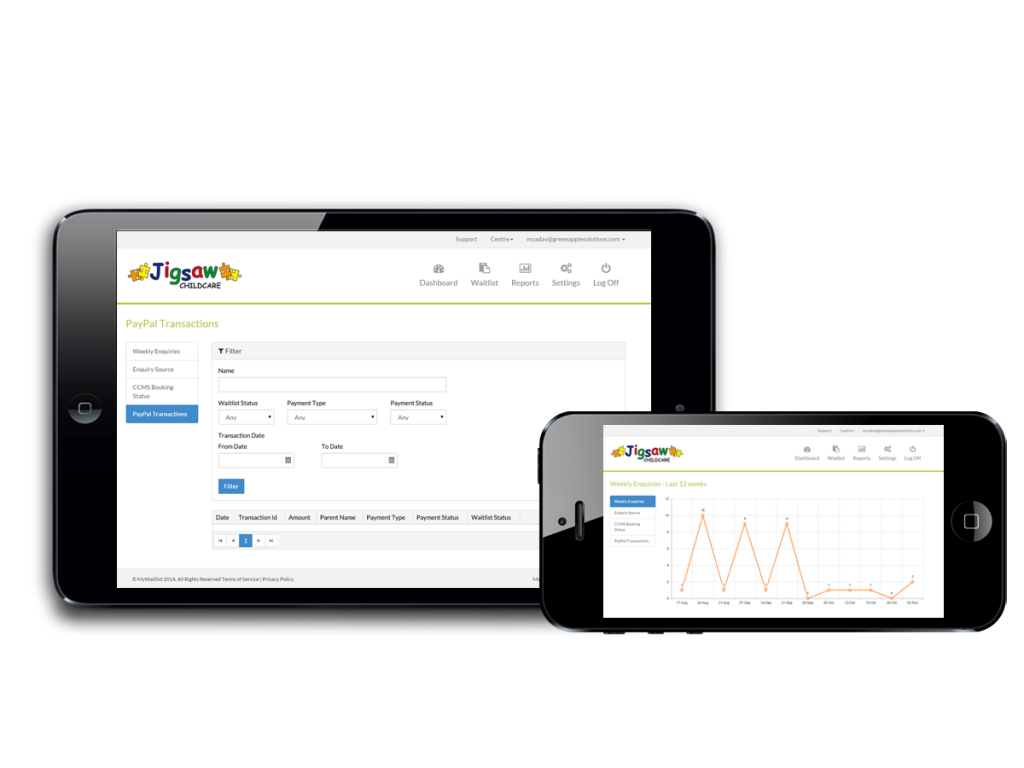 Support Centre myadav@greenapplesolutions.com
Jigsaw
CHILDCARE
Dashboard Waitlist Reports Settings Log Off
PayPal Transactions
Weekly Enquiries
Enquiry Source
CCMS Booking
Status
PayPal Transactions
Filter
Name
Waitlist Status Payment Type Payment Status
Any Any Any
Transaction Date
From Date To Date
Filter
Date Transaction Id Amount Parent Name Payment Type Payment Status Waitlist Status
1
© MyWaitlist 2014. All Rights Reserved Terms of Service | Privacy Policy
Support Centre myadav@greenapplesolutions.com
Jigsaw
CHILDCARE
Dashboard Waitlist Reports Settings Log Off
Weekly Enquiries - Last 12 weeks
Weekly Enquiries
Enquiry Source
CCMS Booking
Status
PayPal Transactions
12
10
8
6
4
2
0
17-Aug 24-Aug 31-Aug 07-Sep 14-Sep 21-Sep 28-Sep 05-Oct 12-Oct 19-Oct 26-Oct 02-Nov